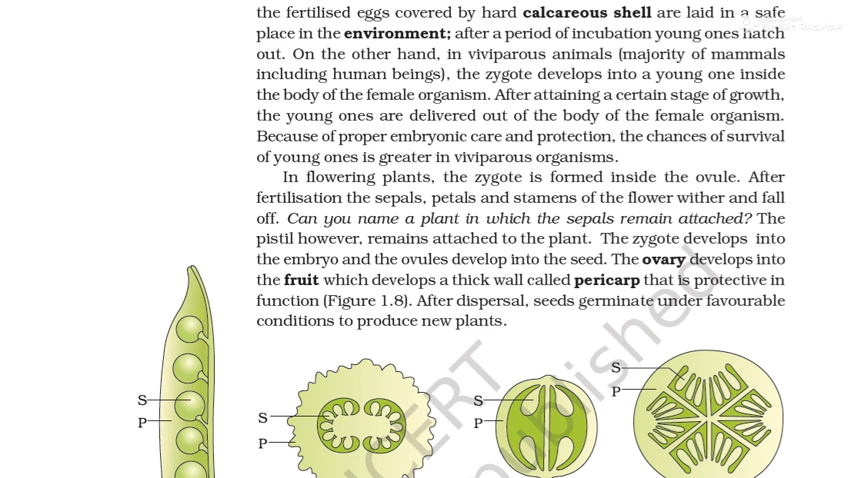 the fertilised eggs covered by hard calcareous shell are laid in a safe
place in the environment; after a period of incubation young ones hatch
out. On the other hand, in viviparous animals (majority of mammals
including human beings), the zygote develops into a young one inside
the body of the female organism. After attaining a certain stage of growth,
the young ones are delivered out of the body of the female organism.
Because of proper embryonic care and protection, the chances of survival
of young ones is greater in viviparous organisms.
In flowering plants, the zygote is formed inside the ovule. After
fertilisation the sepals, petals and stamens of the flower wither and fall
off. Can you name a plant in which the sepals remain attached? The
pistil however, remains attached to the plant. The zygote develops into
the embryo and the ovules develop into the seed. The ovary develops into
the fruit which develops a thick wall called pericarp that is protective in
function (Figure 1.8). After dispersal, seeds germinate under favourable
conditions to produce new plants.
S
P
S
P
S
P
S
P
NCERT
published